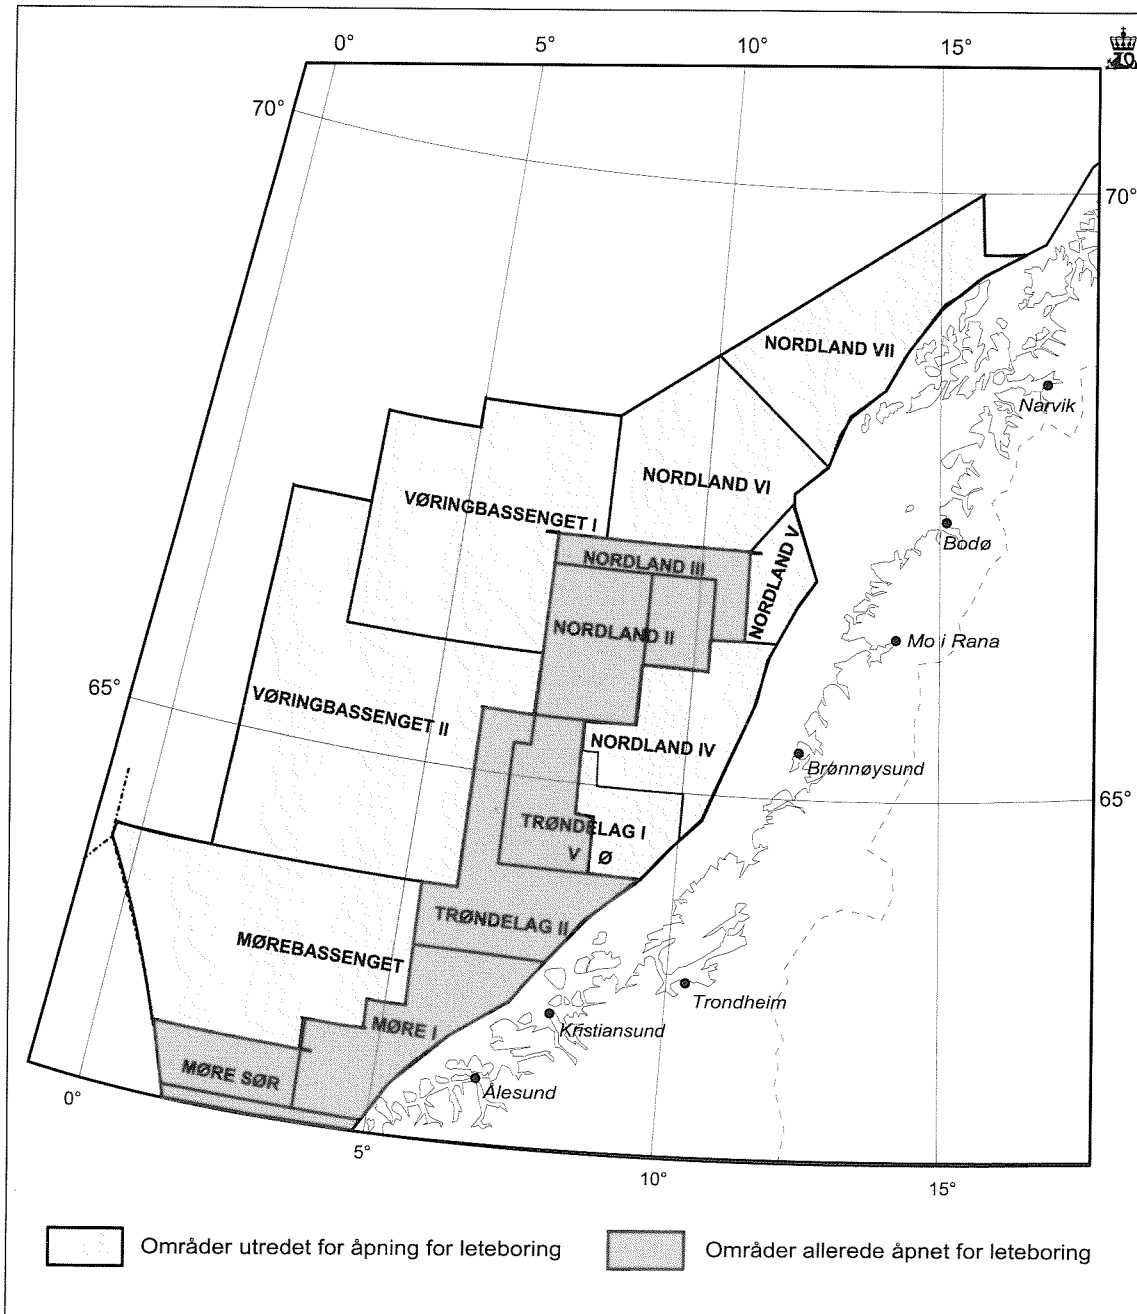 0° 5° 10° 15°
70°
70°
NORDLAND VII
Narvik
NORDLAND VI
VØRINGBASSENGET I
NORDLAND V
Bodø
NORDLAND III
NORDLAND II
Mo i Rana
65°
VØRINGBASSENGET II
NORDLAND IV
Brønnøysund
65°
TRØNDELAG I
V Ø
TRØNDELAG II
MØREBASSENGET
Trondheim
Kristiansund
MØRE I
MØRE SØR
Ålesund
0°
5°
10°
15°
Områder utredet for åpning for leteboring
Områder allerede åpnet for leteboring